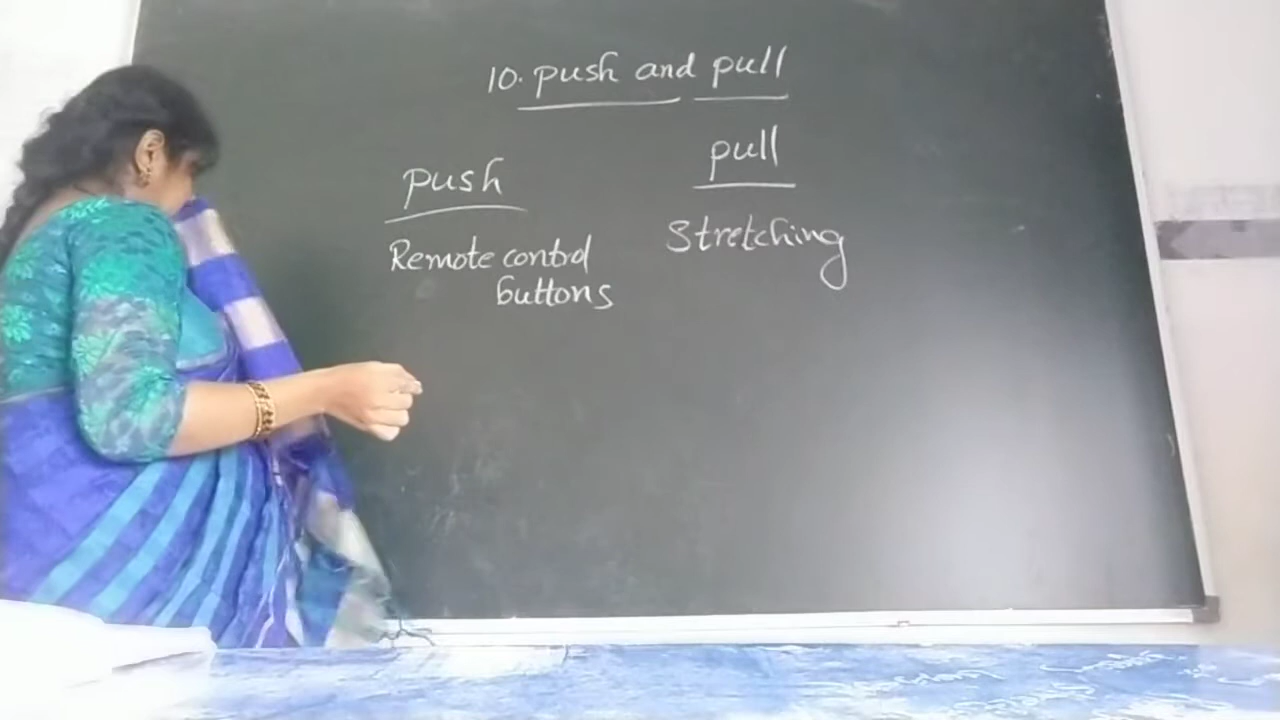 10. push and pull
push
pull
Remote control
buttons
Stretching